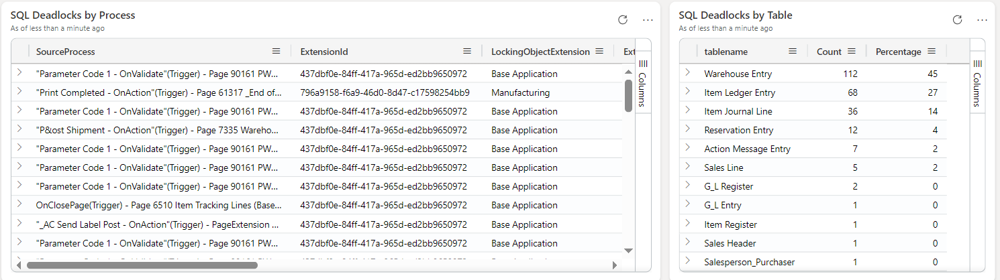 SQL Deadlocks by Process
As of less than a minute ago
SourceProcess ExtensionId LockingObjectExtension Ext
"Parameter Code 1 - OnValidate"(Trigger) - Page 90161 PW... 437dbf0e-84ff-417a-965d-ed2bb9650972 Base Application
"Print Completed - OnAction"(Trigger) - Page 61317 _End of... 796a9158-f6a9-46d0-8d47-c17598254bb9 Manufacturing
"Parameter Code 1 - OnValidate"(Trigger) - Page 90161 PW... 437dbf0e-84ff-417a-965d-ed2bb9650972 Base Application
"P&ost Shipment - OnAction"(Trigger) - Page 7335 Wareho... 437dbf0e-84ff-417a-965d-ed2bb9650972 Base Application
"Parameter Code 1 - OnValidate"(Trigger) - Page 90161 PW... 437dbf0e-84ff-417a-965d-ed2bb9650972 Base Application
"Parameter Code 1 - OnValidate"(Trigger) - Page 90161 PW... 437dbf0e-84ff-417a-965d-ed2bb9650972 Base Application
"Parameter Code 1 - OnValidate"(Trigger) - Page 90161 PW... 437dbf0e-84ff-417a-965d-ed2bb9650972 Base Application
OnClosePage(Trigger) - Page 6510 Item Tracking Lines (Base... 437dbf0e-84ff-417a-965d-ed2bb9650972 Base Application
"_AC Send Label Post - OnAction"(Trigger) - PageExtension ... 437dbf0e-84ff-417a-965d-ed2bb9650972 Base Application
"Parameter Code 1 - OnValidate"(Trigger) - Page 90161 PW... 437dbf0e-84ff-417a-965d-ed2bb9650972 Base Application
Columns
SQL Deadlocks by Table
As of less than a minute ago
tablename Count Percentage
Warehouse Entry 112 45
Item Ledger Entry 68 27
Item Journal Line 36 14
Reservation Entry 12 4
Action Message Entry 7 2
Sales Line 5 2
G_L Register 2 0
G_L Entry 1 0
Item Register 1 0
Sales Header 1 0
Salesperson_Purchaser 1 0
Columns